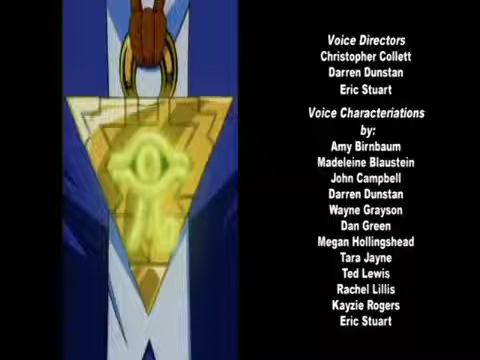 Voice Directors
Christopher Collett
Darren Dunstan
Eric Stuart
Voice Characteriations
by:
Amy Birnbaum
Madeleine Blaustein
John Campbell
Darren Dunstan
Wayne Grayson
Dan Green
Megan Hollingshead
Tara Jayne
Ted Lewis
Rachel Lillis
Kayzie Rogers
Eric Stuart